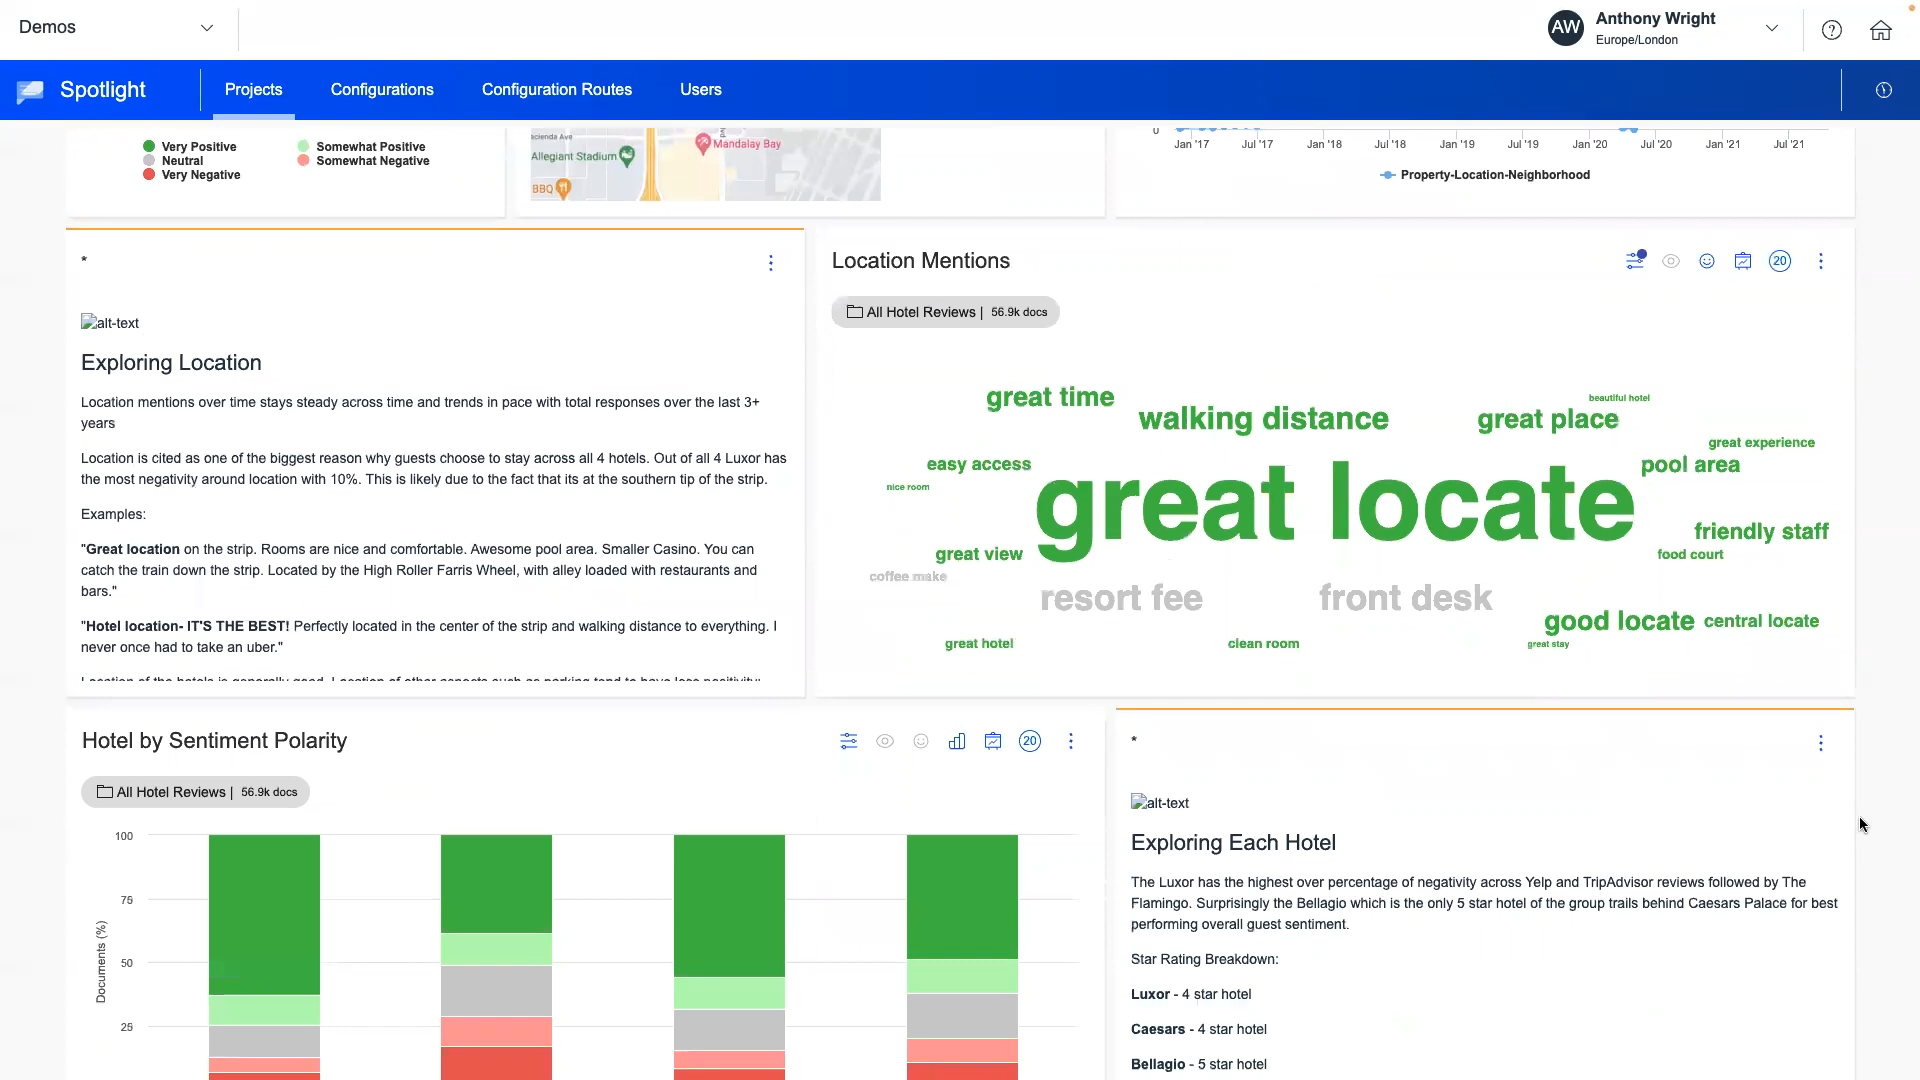 Demos
AW
Anthony Wright
Europe/London
Spotlight
Projects
Configurations
Configuration Routes
Users
Very Positive
Somewhat Positive
Neutral
Somewhat Negative
Very Negative
Allegiant Stadium
Mandalay Bay
BBQ
0
Jan '17
Jul '17
Jan '18
Jul '18
Jan '19
Jul '19
Jan '20
Jul '20
Jan '21
Jul '21
Property-Location-Neighborhood
*
alt-text
Exploring Location
Location mentions over time stays steady across time and trends in pace with total responses over the last 3+
years
Location is cited as one of the biggest reason why guests choose to stay across all 4 hotels. Out of all 4 Luxor has
the most negativity around location with 10%. This is likely due to the fact that its at the southern tip of the strip.
Examples:
"Great location on the strip. Rooms are nice and comfortable. Awesome pool area. Smaller Casino. You can
catch the train down the strip. Located by the High Roller Farris Wheel, with alley loaded with restaurants and
bars."
"Hotel location- IT'S THE BEST! Perfectly located in the center of the strip and walking distance to everything. I
never once had to take an uber."
Location Mentions
20
All Hotel Reviews | 56.9k docs
great time
walking distance
beautiful hotel
great place
great experience
easy access
pool area
nice room
great locate
friendly staff
great view
food court
coffee make
resort fee
front desk
good locate
central locate
great hotel
clean room
great stay
Hotel by Sentiment Polarity
20
All Hotel Reviews | 56.9k docs
100
75
50
25
Documents (%)
*
alt-text
Exploring Each Hotel
The Luxor has the highest over percentage of negativity across Yelp and TripAdvisor reviews followed by The
Flamingo. Surprisingly the Bellagio which is the only 5 star hotel of the group trails behind Caesars Palace for best
performing overall guest sentiment.
Star Rating Breakdown:
Luxor - 4 star hotel
Caesars - 4 star hotel
Bellagio - 5 star hotel